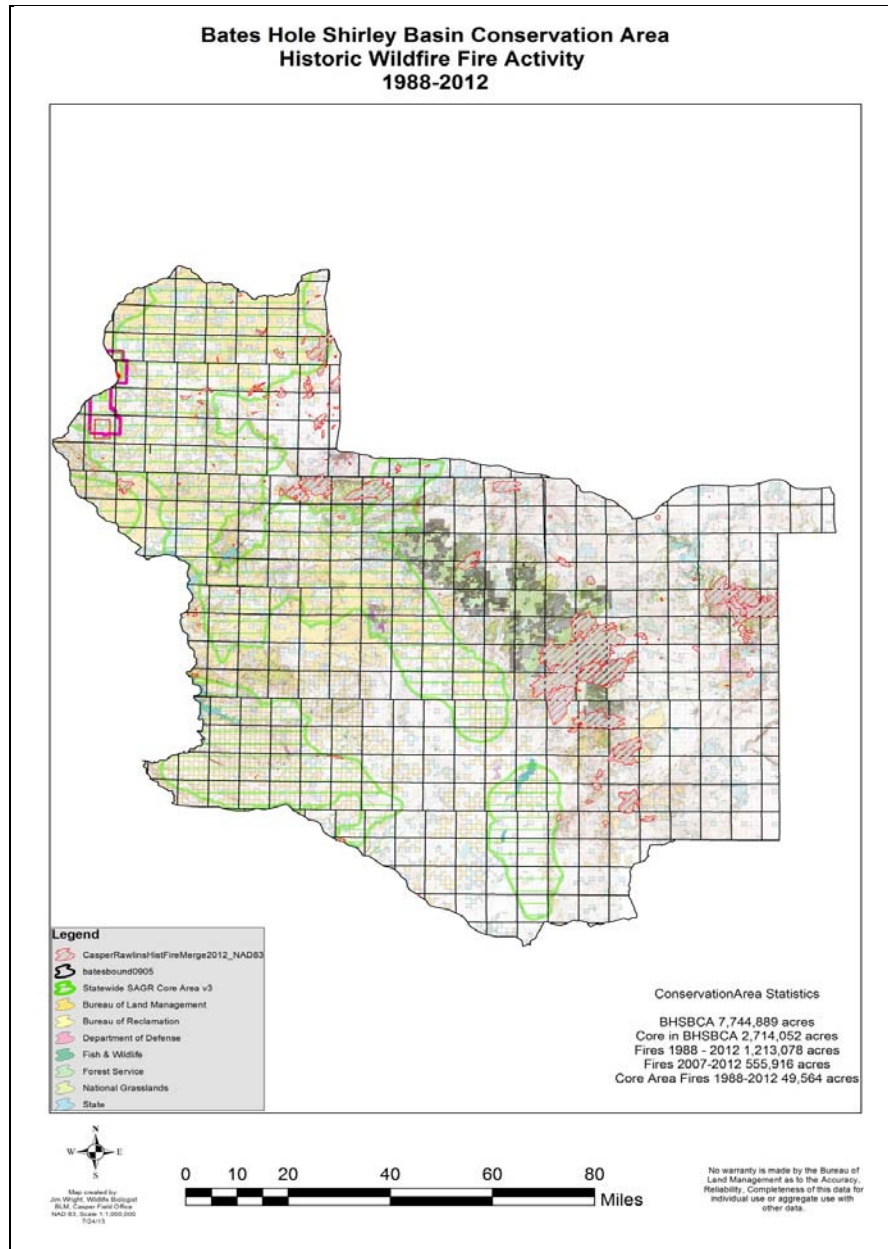 Bates Hole Shirley Basin Conservation Area
Historic Wildfire Fire Activity
1988-2012
Legend
CasperRawlinsHistFireMerge2012_NAD83
batesbound0905
Statewide SAGR Core Area v3
Bureau of Land Management
Bureau of Reclamation
Department of Defense
Fish & Wildlife
Forest Service
National Grasslands
State
ConservationArea Statistics
BHSBCA 7,744,889 acres
Core in BHSBCA 2,714,052 acres
Fires 1988 - 2012 1,213,078 acres
Fires 2007-2012 555,916 acres
Core Area Fires 1988-2012 49,564 acres
N
W E
S
Map created by:
Jim Wright, Wildlife Biologist
BLM, Casper Field Office
NAD 83, Scale 1:1,000,000
7/24/13
0 5 10 20 40 60 80
Miles
No warranty is made by the Bureau of
Land Management as to the Accuracy,
Reliability, Completeness of this data for
individual use or aggregate use with
other data.